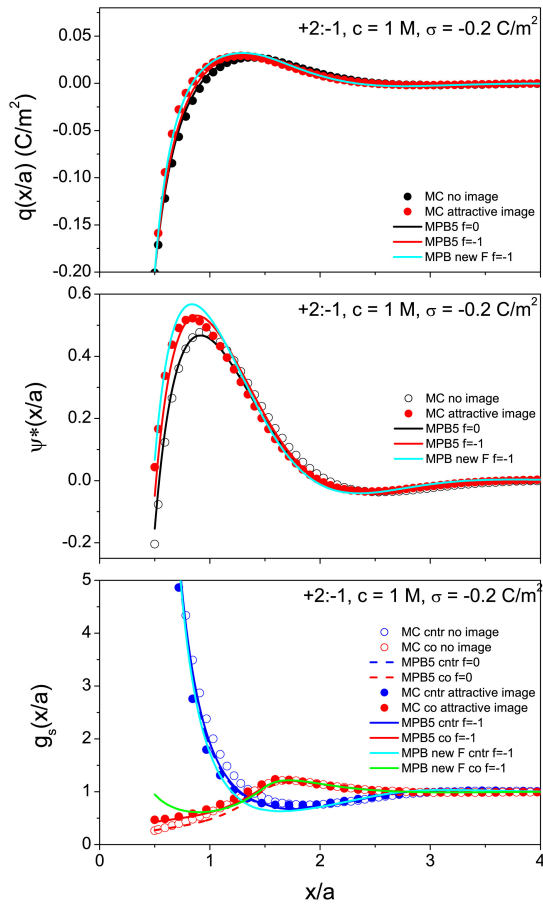 +2:-1, c = 1 M, σ = -0.2 C/m²
0.05
0.00
-0.05
-0.10
-0.15
-0.20
q(x/a) (C/m²)
MC no image
MC attractive image
MPB5 f=0
MPB5 f=-1
MPB new F f=-1
+2:-1, c = 1 M, σ = -0.2 C/m²
0.6
0.4
0.2
0.0
-0.2
ψ*(x/a)
MC no image
MC attractive image
MPB5 f=0
MPB5 f=-1
MPB new F f=-1
+2:-1, c = 1 M, σ = -0.2 C/m²
5
4
3
2
1
0
gₛ(x/a)
MC cntr no image
MC co no image
MPB5 cntr f=0
MPB5 co f=0
MC cntr attractive image
MC co attractive image
MPB5 cntr f=-1
MPB5 co f=-1
MPB new F cntr f=-1
MPB new F co f=-1
0 1 2 3 4
x/a